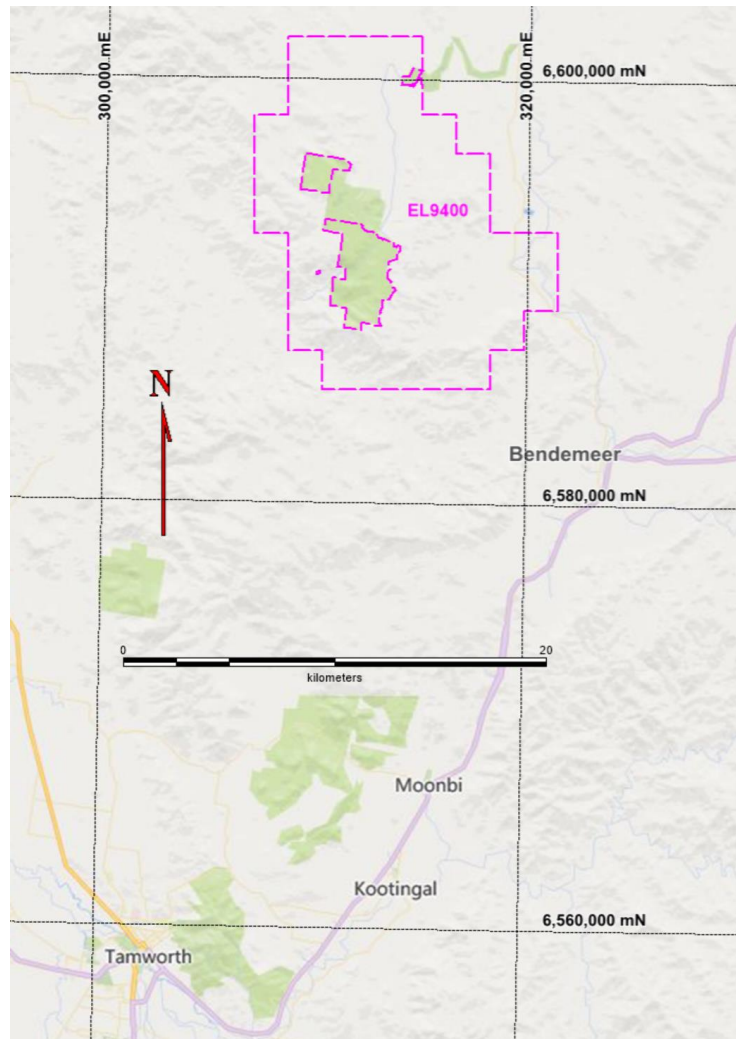 300,000 mE
320,000 mE
6,600,000 mN
EL9400
N
Bendemeer
6,580,000 mN
0
20
kilometers
Moonbi
Kootingal
6,560,000 mN
Tamworth